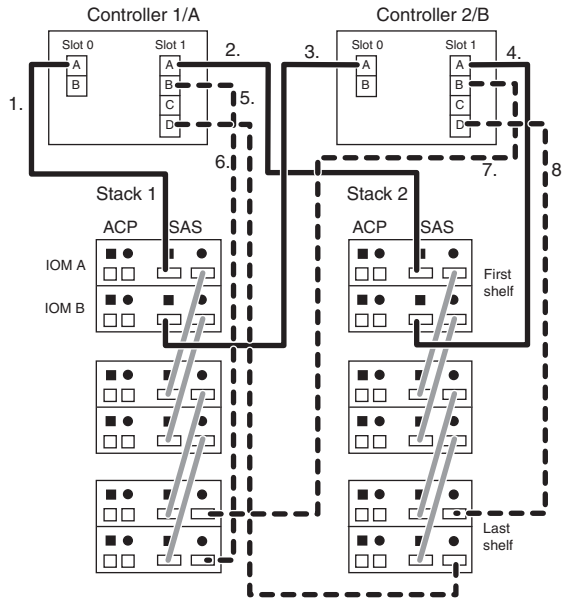 Controller 1/A
Controller 2/B
Slot 0
Slot 1
2.
3.
Slot 0
Slot 1
4.
A
B
A
B
C
D
A
B
A
B
C
D
1.
5.
6.
7.
8
Stack 1
Stack 2
ACP
SAS
ACP
SAS
IOM A
IOM B
First
shelf
Last
shelf